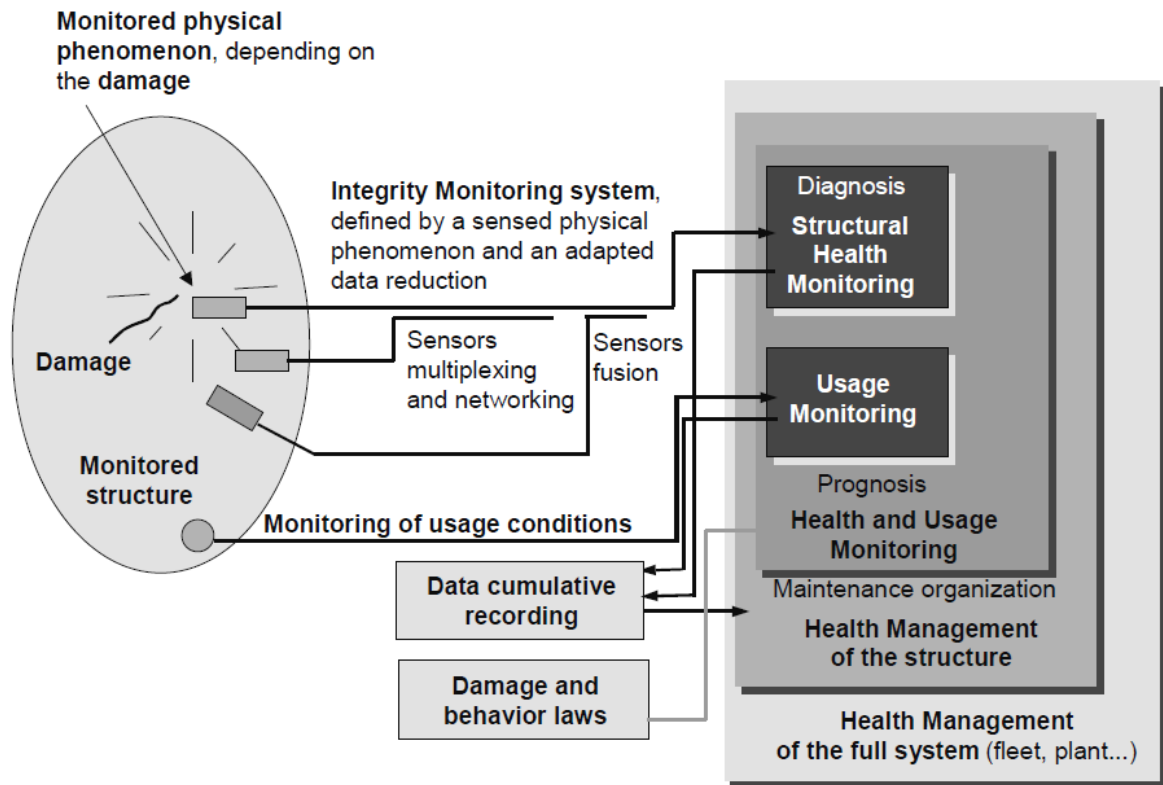 Monitored physical
phenomenon, depending on
the damage
Integrity Monitoring system,
defined by a sensed physical
phenomenon and an adapted
data reduction
Damage
Sensors
multiplexing
and networking
Sensors
fusion
Monitored
structure
Monitoring of usage conditions
Data cumulative
recording
Damage and
behavior laws
Diagnosis
Structural
Health
Monitoring
Usage
Monitoring
Prognosis
Health and Usage
Monitoring
Maintenance organization
Health Management
of the structure
Health Management
of the full system (fleet, plant...)